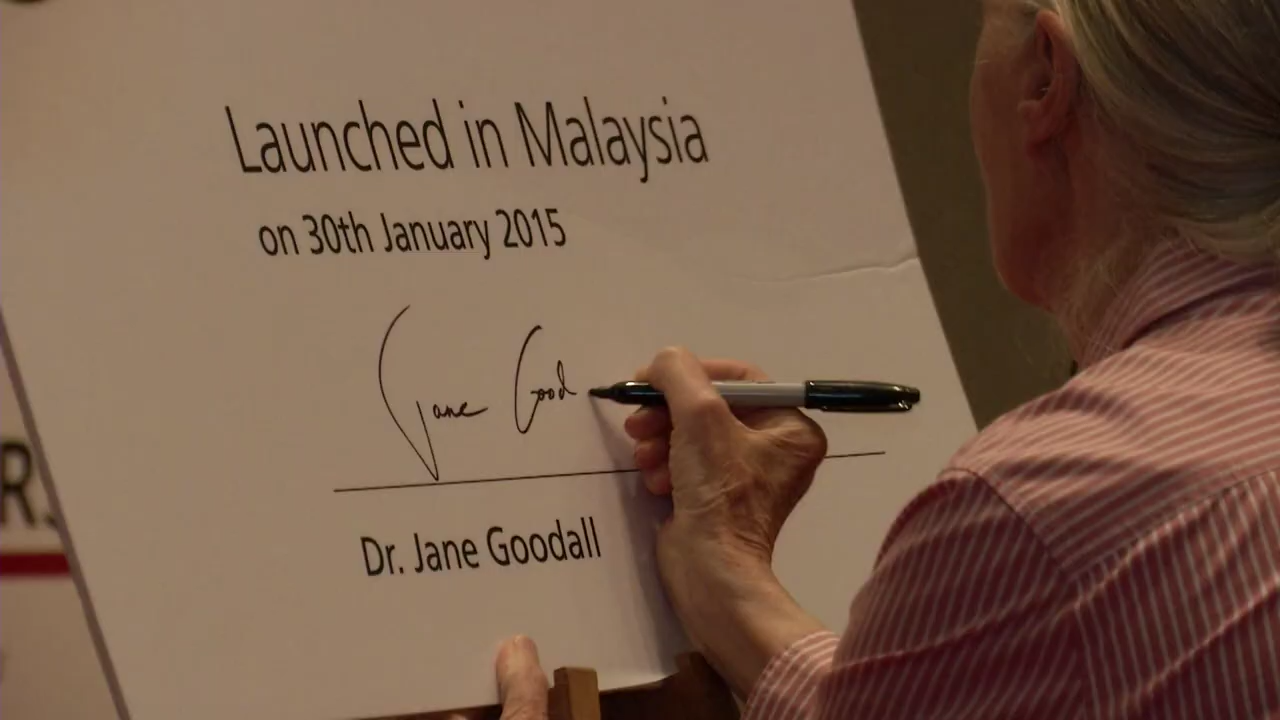 Launched in Malaysia
on 30th January 2015
Jane Good
Dr. Jane Goodall
R.